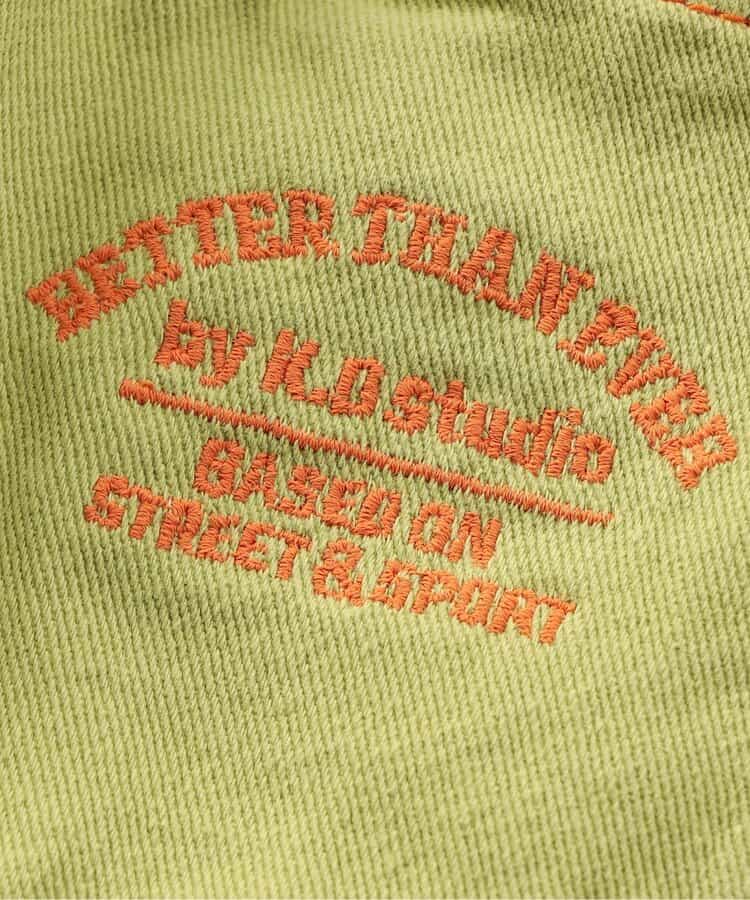 BETTER THAN EVER
by K.O studio
BASED ON
STREET & SPORT